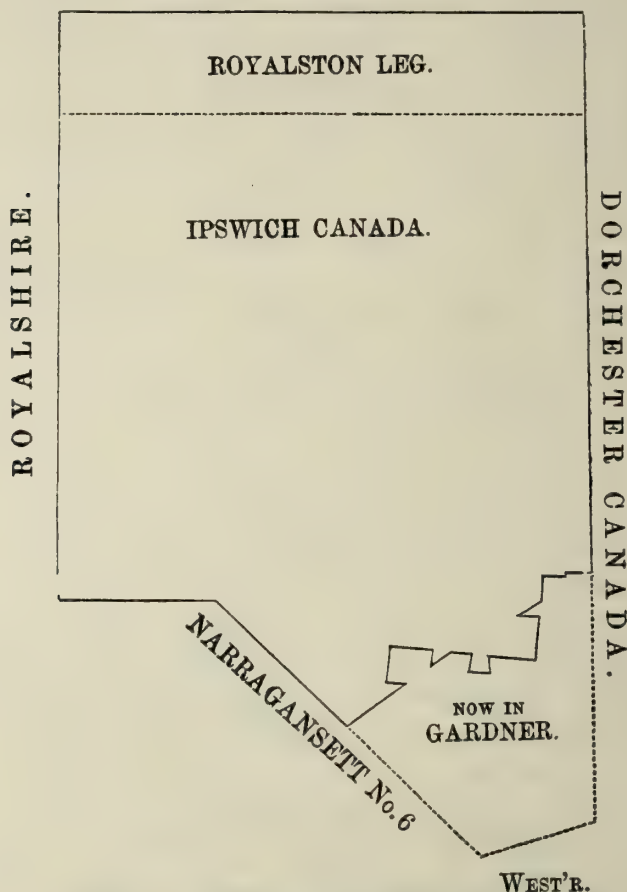 ROYALSTON LEG.
IPSWICH CANADA.
ROYALSHIRE.
DORCHESTER CANADA.
NARRAGANSETT No. 6
NOW IN
GARDNER.
WEST'R.